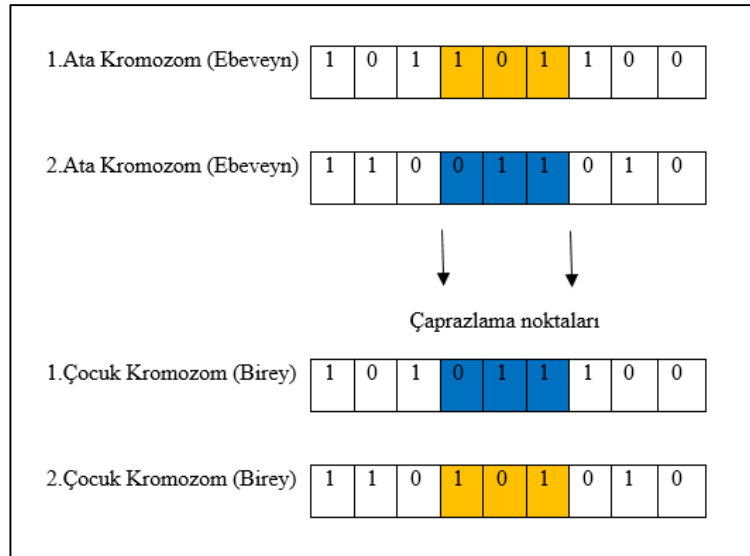 1.Ata Kromozom (Ebeveyn) 1 0 1 1 0 1 1 0 0
2.Ata Kromozom (Ebeveyn) 1 1 0 0 1 1 0 1 0
Çaprazlama noktaları
1.Çocuk Kromozom (Birey) 1 0 1 0 1 1 1 0 0
2.Çocuk Kromozom (Birey) 1 1 0 1 0 1 0 1 0